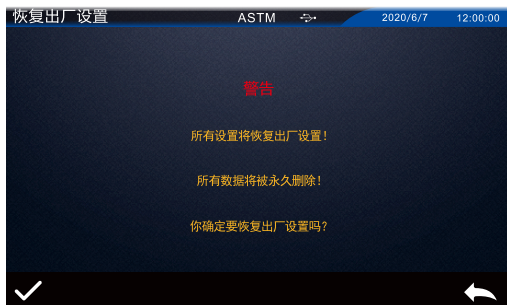 恢复出厂设置 ASTM 2020/6/7 12:00:00
警告
所有设置将恢复出厂设置!
所有数据将被永久删除!
你确定要恢复出厂设置吗?